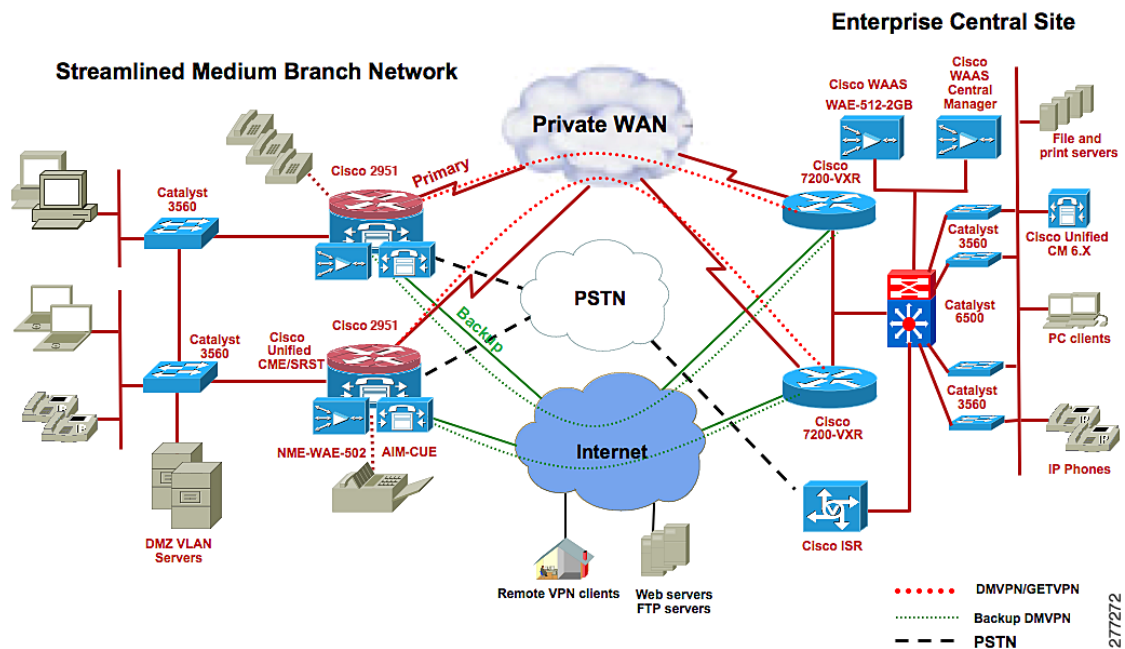 Enterprise Central Site
Streamlined Medium Branch Network
Cisco WAAS
WAE-512-2GB
Cisco
WAAS
Central
Manager
File and
print servers
Private WAN
Cisco 2951
Primary
Cisco
7200-VXR
Catalyst
3560
Catalyst
3560
Cisco Unified
CM 6.X
PSTN
Catalyst
6500
PC clients
Backup
Cisco 2951
Cisco
Unified
CME/SRST
Catalyst
3560
Catalyst
3560
Cisco
7200-VXR
Internet
NME-WAE-502
AIM-CUE
P
P
P
P
IP Phones
V
Cisco ISR
DMZ VLAN
Servers
Remote VPN clients
Web servers
FTP servers
DMVPN/GETVPN
Backup DMVPN
PSTN
277272